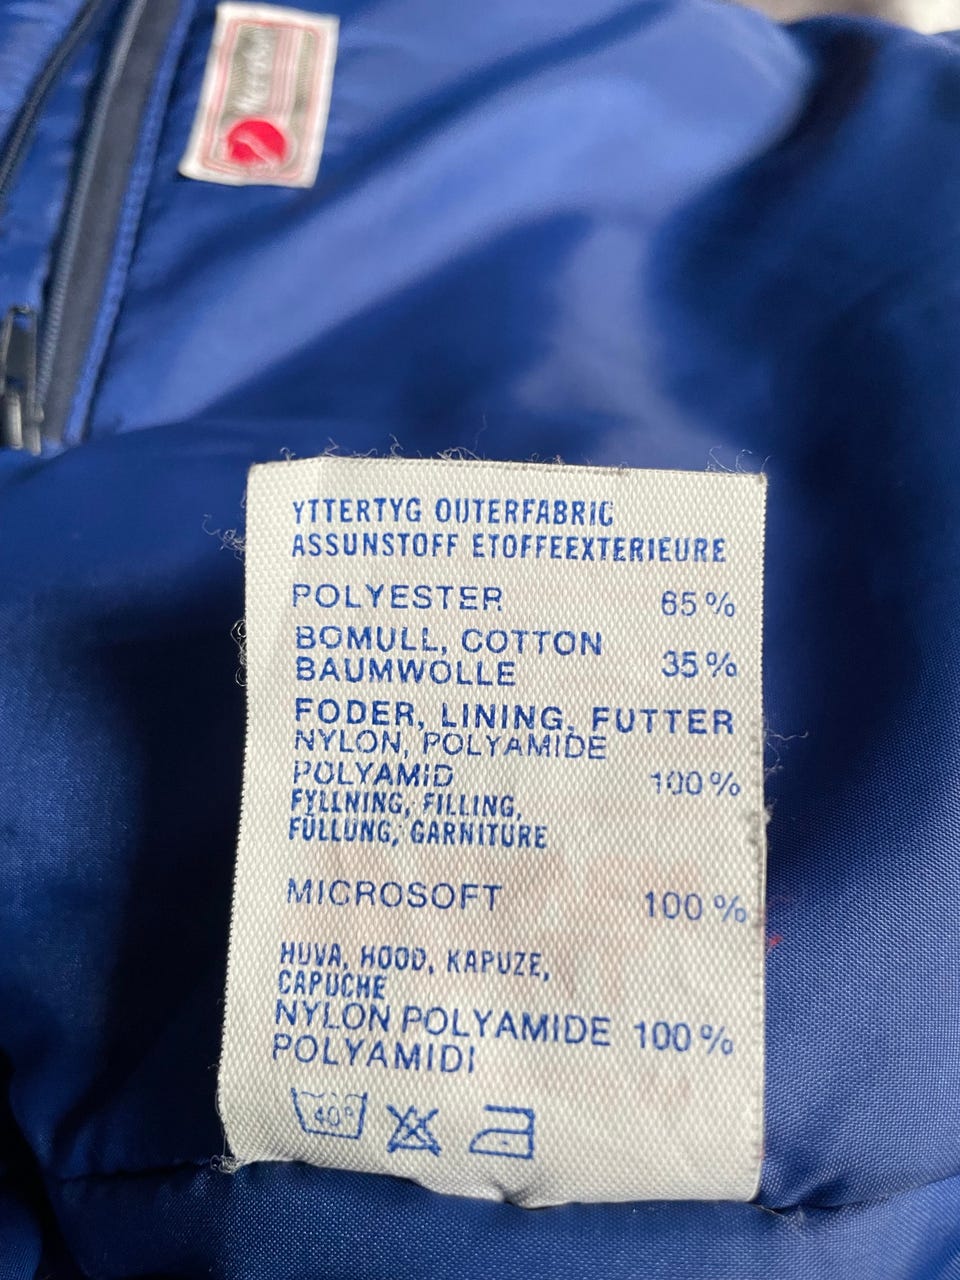 YTTERTYG OUTERFABRIC
ASSUNSTOFF ETOFFEEXTERIEURE
POLYESTER 65%
BOMULL, COTTON
BAUMWOLLE 35%
FODER, LINING, FUTTER
NYLON, POLYAMIDE
POLYAMID 100%
FYLLNING, FILLING,
FÜLLUNG, GARNITURE
MICROSOFT 100%
HUVA, HOOD, KAPUZE,
CAPUCHE
NYLON POLYAMIDE 100%
POLYAMIDI
40°